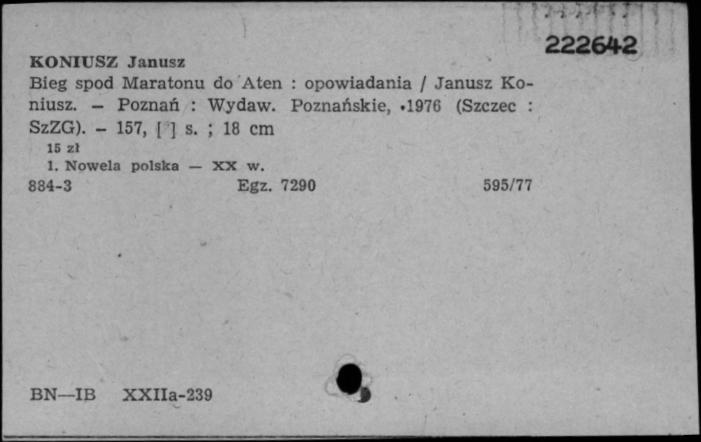 222642
KONIUSZ Janusz
Bieg spod Maratonu do Aten : opowiadania / Janusz Ko-
niusz. — Poznań : Wydaw. Poznańskie, •1976 (Szczec :
SzZG). — 157, [ ] s. ; 18 cm
15 zł
1. Nowela polska — XX w.
884-3 Egz. 7290 595/77
BN—IB XXIIa-239